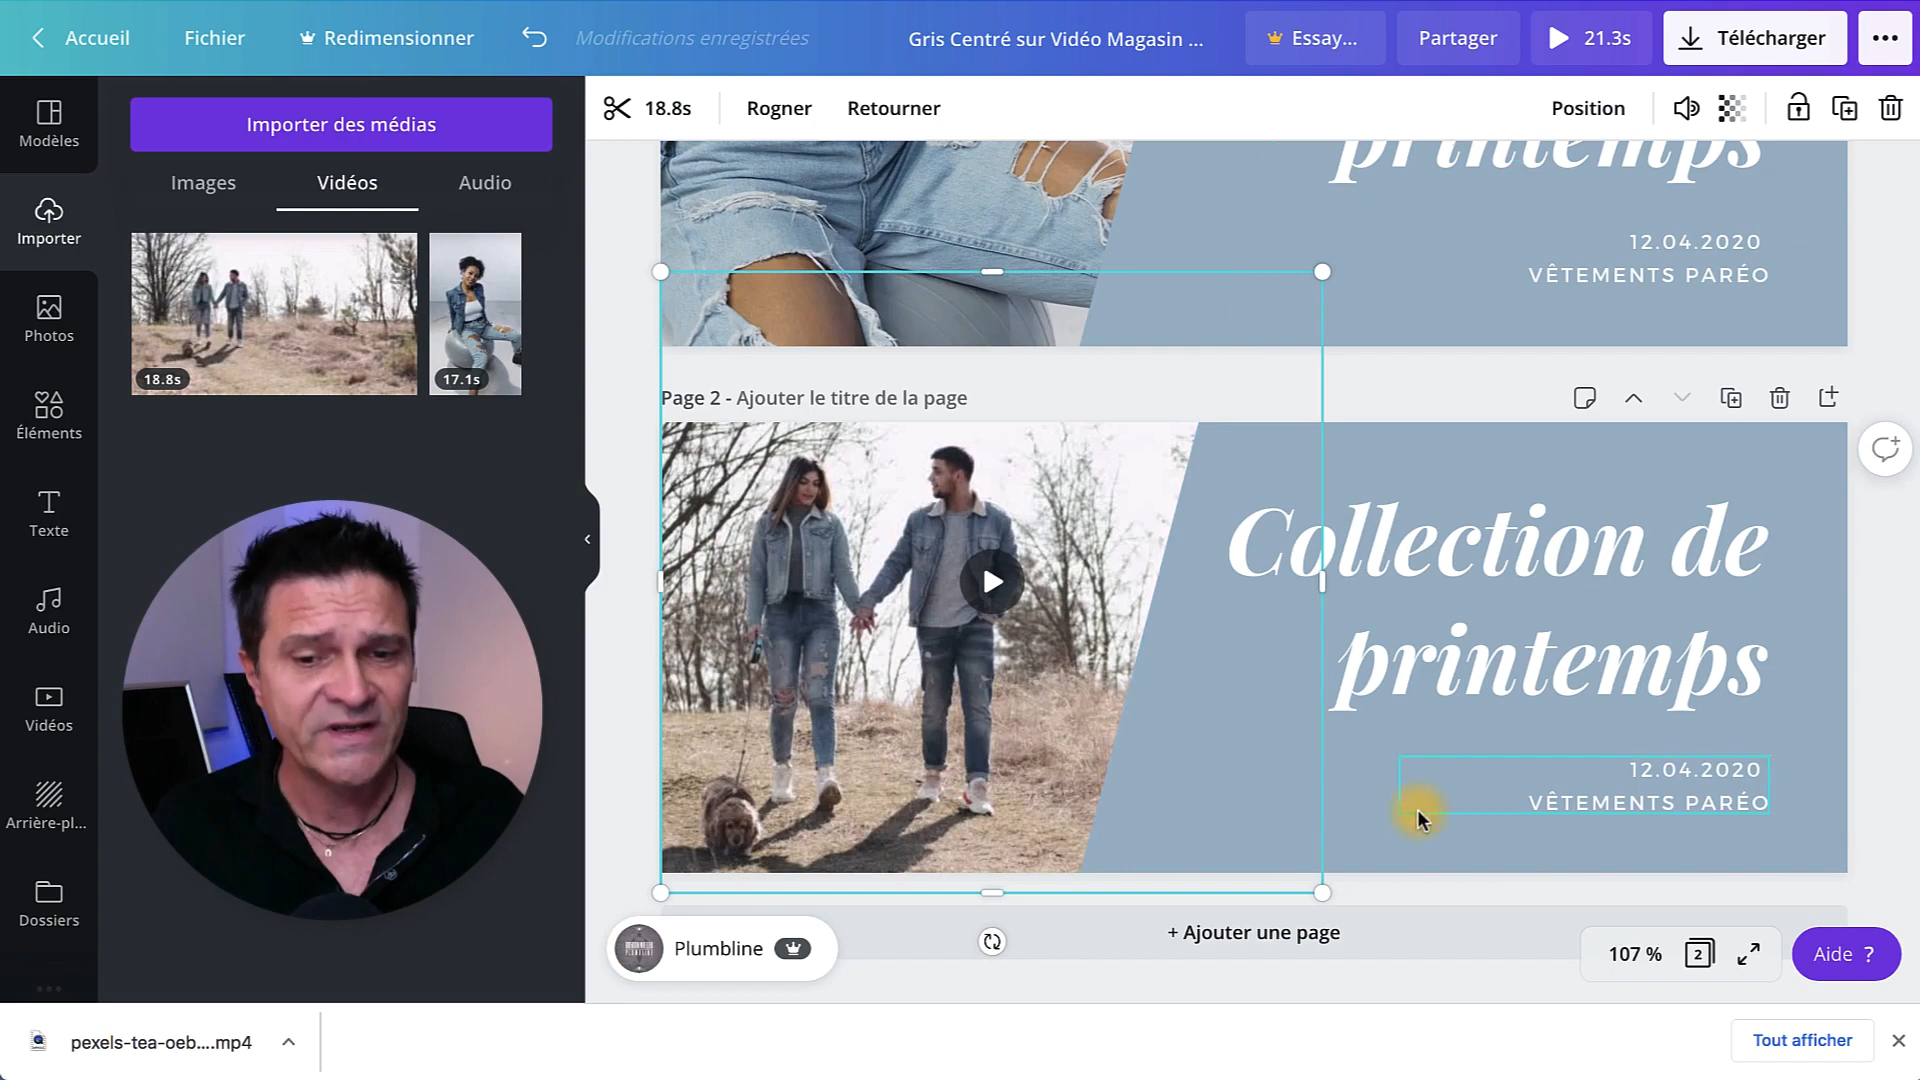 Accueil
Fichier
Redimensionner
Modifications enregistrées
Gris Centré sur Vidéo Magasin ...
Essay...
Partager
21.3s
Télécharger
Modèles
Importer
Photos
Éléments
Texte
Audio
Vidéos
Arrière-pl...
Dossiers
Importer des médias
Images
Vidéos
Audio
18.8s
17.1s
18.8s
Rogner
Retourner
Position
printemps
12.04.2020
VÊTEMENTS PARÉO
Page 2 - Ajouter le titre de la page
Collection de
printemps
12.04.2020
VÊTEMENTS PARÉO
+ Ajouter une page
Plumbline
107 %
2
Aide ?
pexels-tea-oeb....mp4
Tout afficher